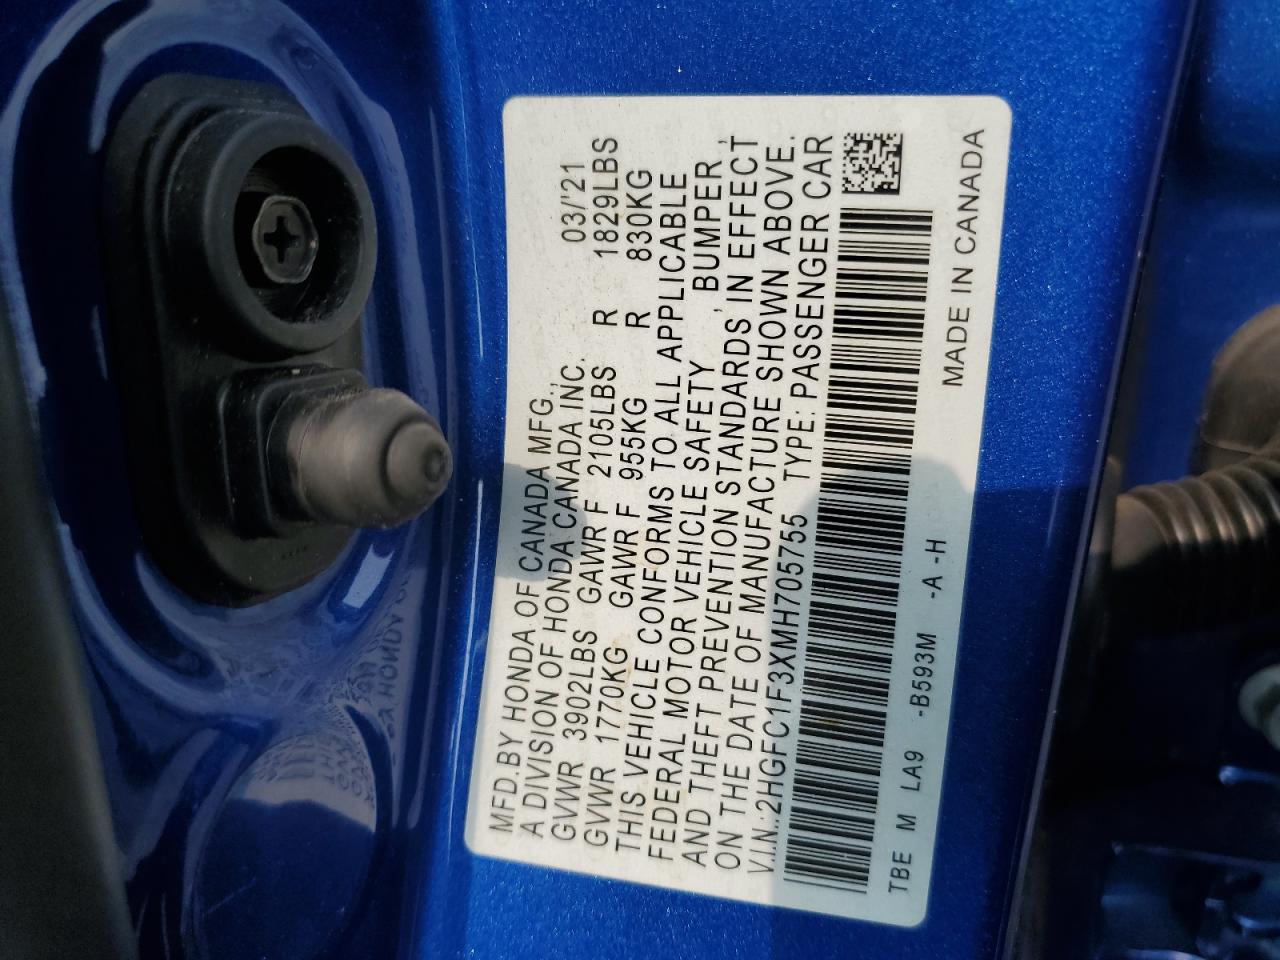 MFD.BY HONDA OF CANADA MFG., 03/'21
A DIVISION OF HONDA CANADA INC.
GVWR 3902LBS GAWR F 2105LBS R 1829LBS
GVWR 1770KG GAWR F 955KG R 830KG
THIS VEHICLE CONFORMS TO ALL APPLICABLE
FEDERAL MOTOR VEHICLE SAFETY , BUMPER ,
AND THEFT PREVENTION STANDARDS IN EFFECT
ON THE DATE OF MANUFACTURE SHOWN ABOVE.
V.I.N.:2HGFC1F3XMH705755 TYPE: PASSENGER CAR
TBE M LA9 -B593M -A -H MADE IN CANADA